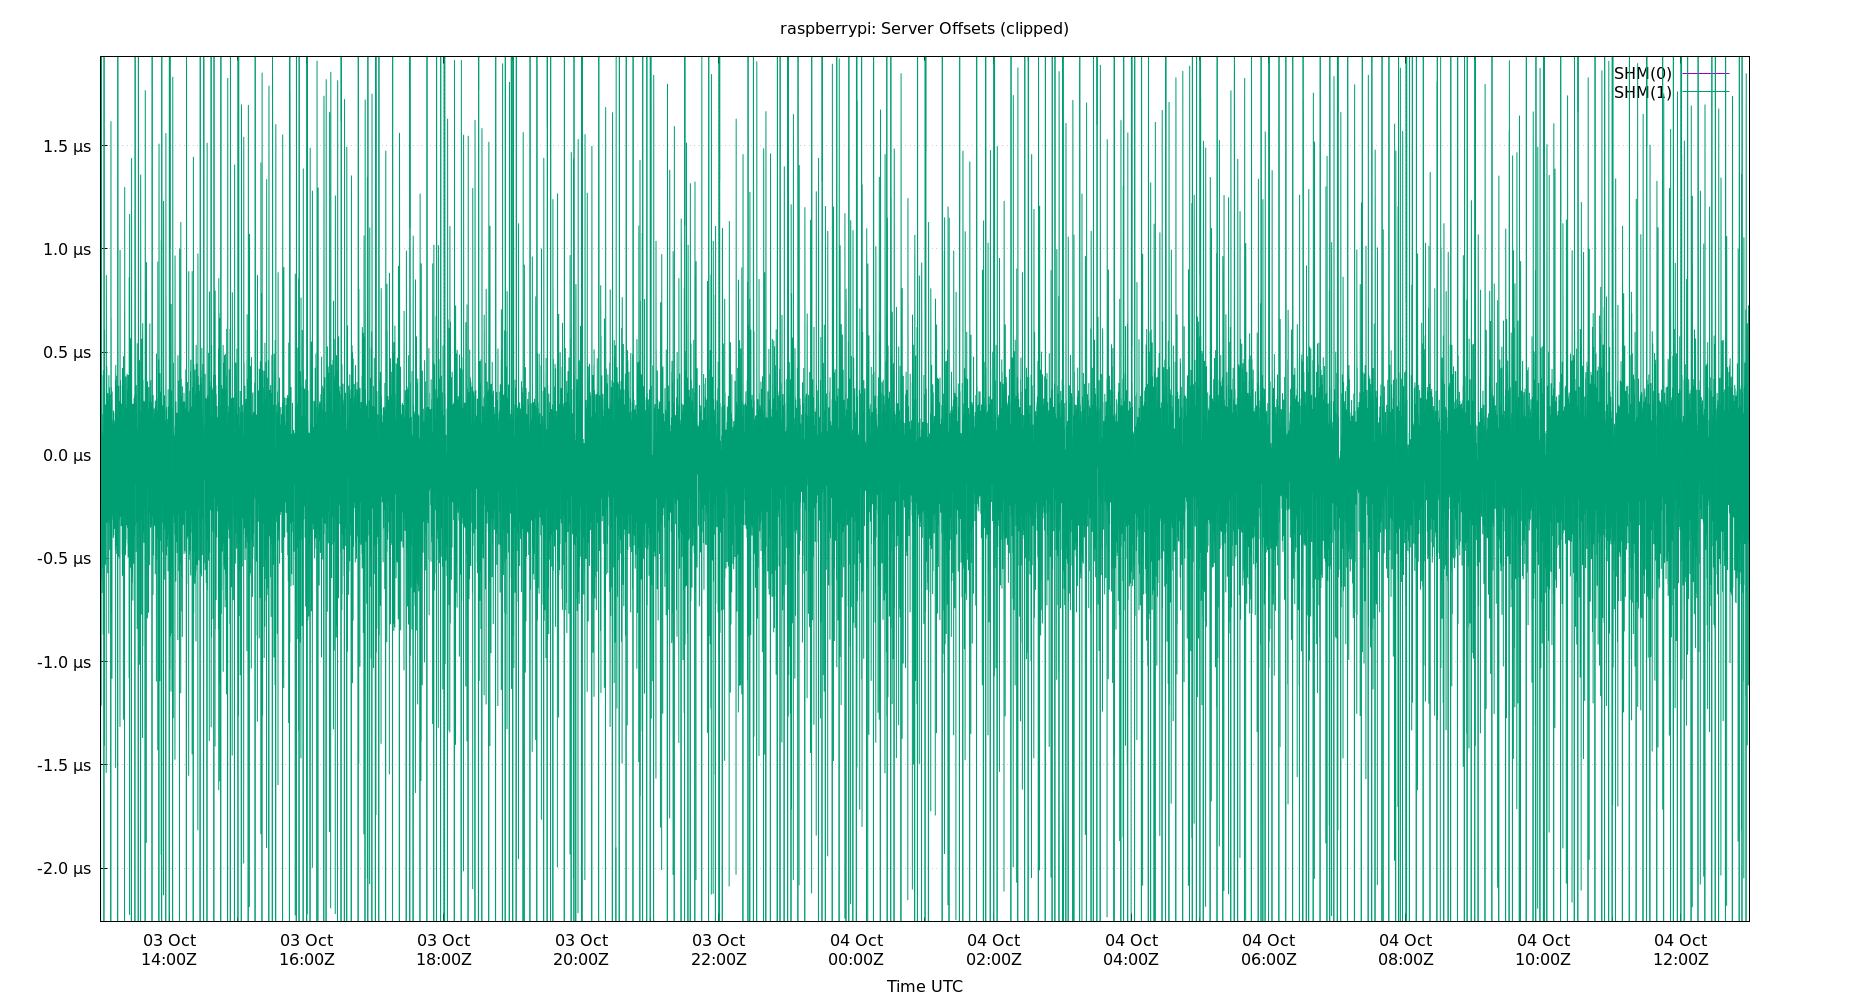 raspberrypi: Server Offsets (clipped)
SHM(0)
SHM(1)
1.5 µs
1.0 µs
0.5 µs
0.0 µs
-0.5 µs
-1.0 µs
-1.5 µs
-2.0 µs
03 Oct 03 Oct 03 Oct 03 Oct 03 Oct 04 Oct 04 Oct 04 Oct 04 Oct 04 Oct 04 Oct 04 Oct
14:00Z 16:00Z 18:00Z 20:00Z 22:00Z 00:00Z 02:00Z 04:00Z 06:00Z 08:00Z 10:00Z 12:00Z
Time UTC